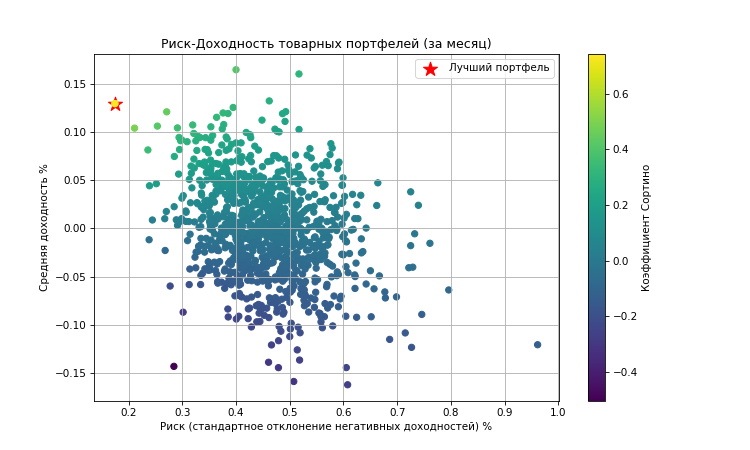 Риск-Доходность товарных портфелей (за месяц)
Лучший портфель
Средняя доходность %
0.15
0.10
0.05
0.00
−0.05
−0.10
−0.15
0.2 0.3 0.4 0.5 0.6 0.7 0.8 0.9 1.0
Риск (стандартное отклонение негативных доходностей) %
0.6
0.4
0.2
0.0
−0.2
−0.4
Коэффициент Сортино